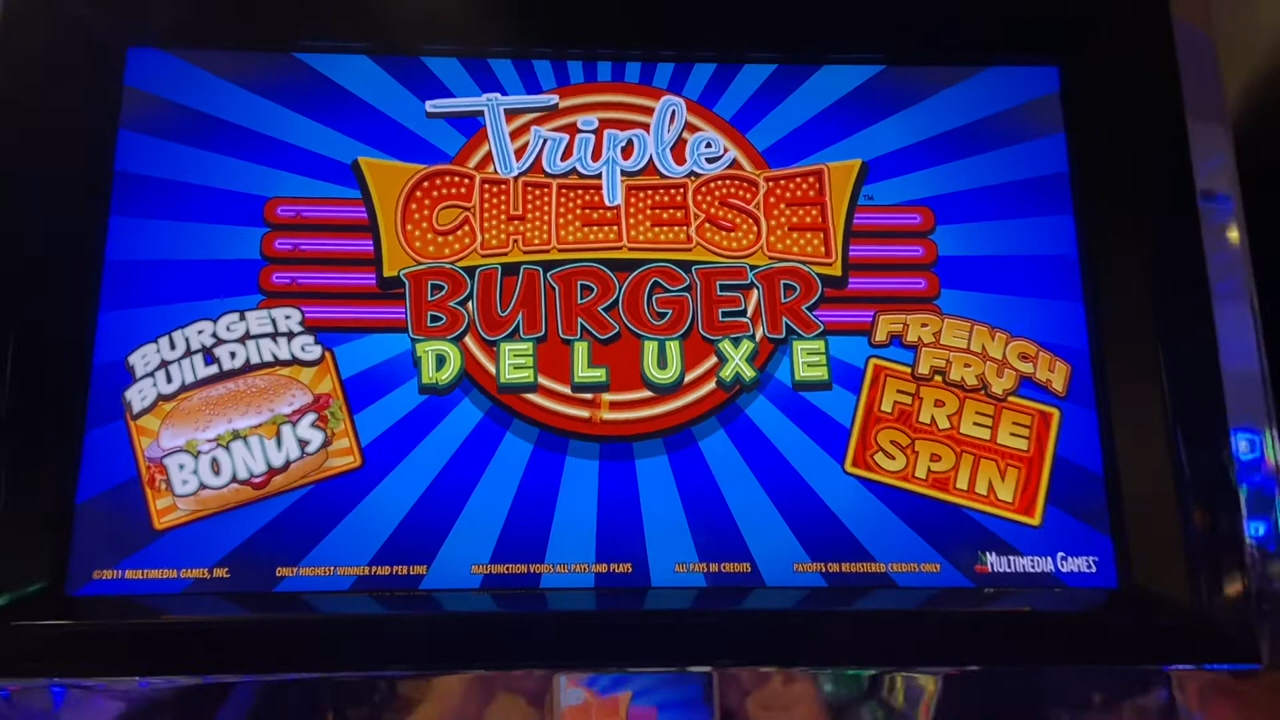 Triple
CHEESE
™
BURGER
DELUXE
BURGER
BUILDING
BONUS
FRENCH
FRY
FREE
SPIN
©2011 MULTIMEDIA GAMES, INC.
ONLY HIGHEST WINNER PAID PER LINE
MALFUNCTION VOIDS ALL PAYS AND PLAYS
ALL PAYS IN CREDITS
PAYOFFS ON REGISTERED CREDITS ONLY
MULTIMEDIA GAMES®